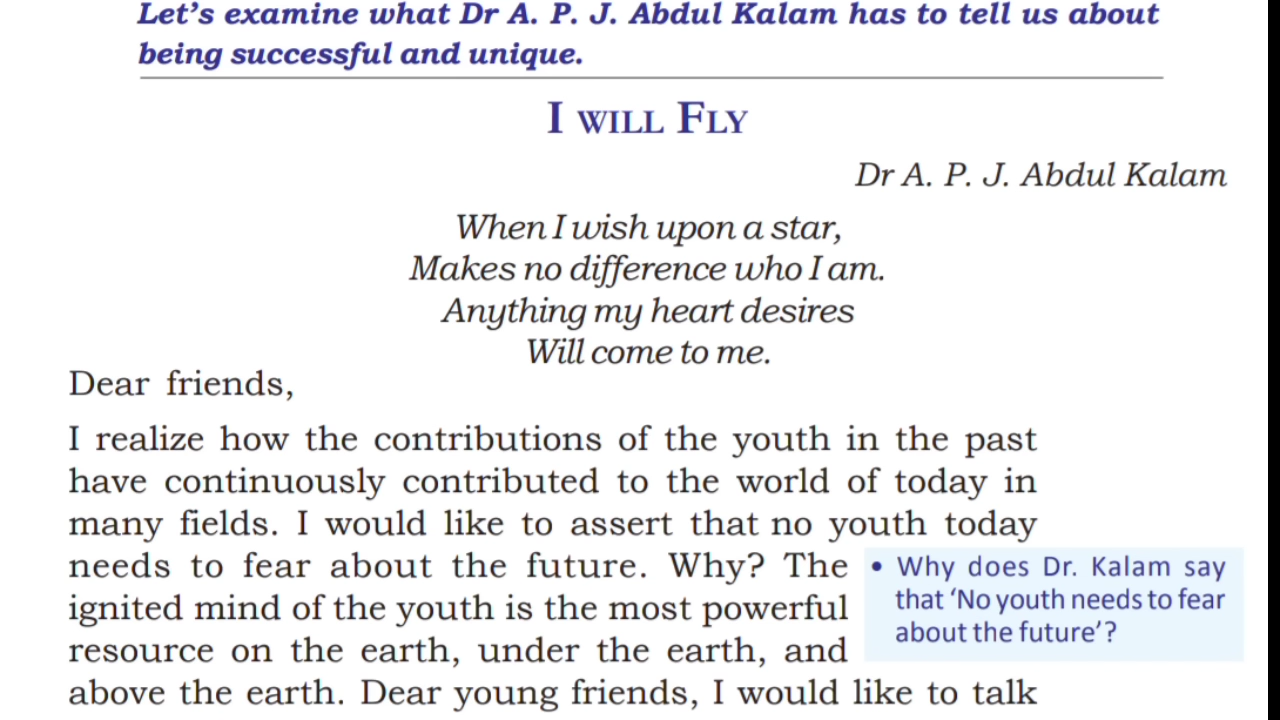 Let's examine what Dr A. P. J. Abdul Kalam has to tell us about
being successful and unique.
I WILL FLY
Dr A. P. J. Abdul Kalam
When I wish upon a star,
Makes no difference who I am.
Anything my heart desires
Will come to me.
Dear friends,
I realize how the contributions of the youth in the past
have continuously contributed to the world of today in
many fields. I would like to assert that no youth today
needs to fear about the future. Why? The
ignited mind of the youth is the most powerful
resource on the earth, under the earth, and
above the earth. Dear young friends, I would like to talk
• Why does Dr. Kalam say
that ‘No youth needs to fear
about the future’?